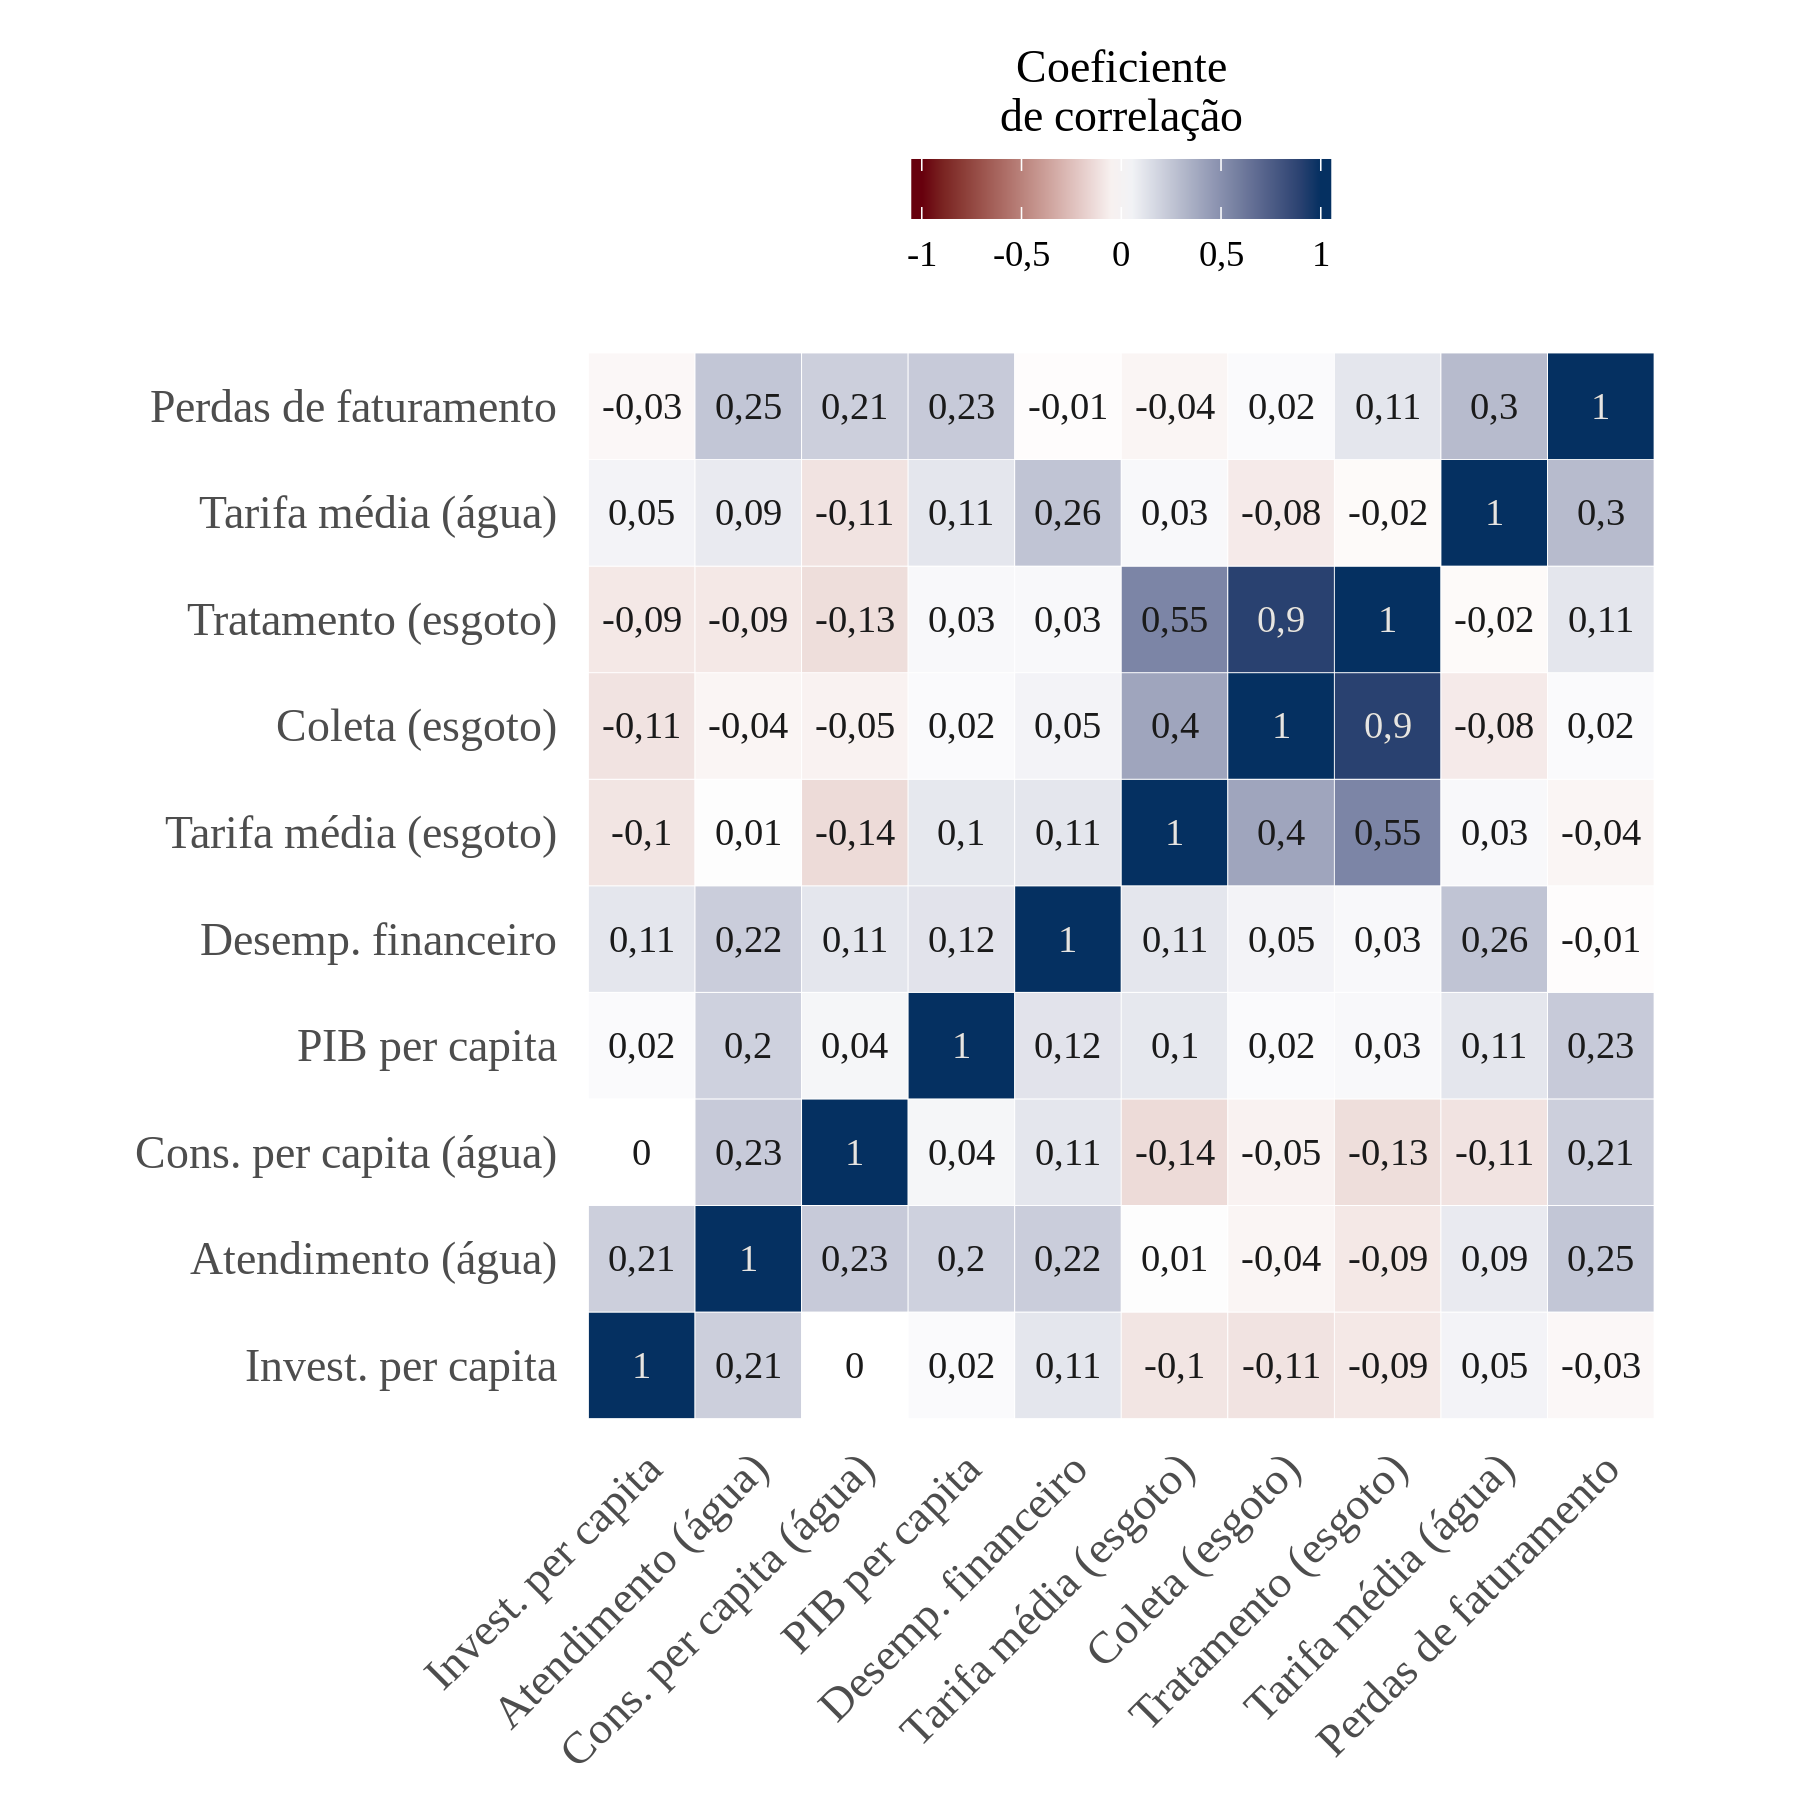 Coeficiente
de correlação
-1 -0,5 0 0,5 1
Perdas de faturamento -0,03 0,25 0,21 0,23 -0,01 -0,04 0,02 0,11 0,3 1
Tarifa média (água) 0,05 0,09 -0,11 0,11 0,26 0,03 -0,08 -0,02 1 0,3
Tratamento (esgoto) -0,09 -0,09 -0,13 0,03 0,03 0,55 0,9 1 -0,02 0,11
Coleta (esgoto) -0,11 -0,04 -0,05 0,02 0,05 0,4 1 0,9 -0,08 0,02
Tarifa média (esgoto) -0,1 0,01 -0,14 0,1 0,11 1 0,4 0,55 0,03 -0,04
Desemp. financeiro 0,11 0,22 0,11 0,12 1 0,11 0,05 0,03 0,26 -0,01
PIB per capita 0,02 0,2 0,04 1 0,12 0,1 0,02 0,03 0,11 0,23
Cons. per capita (água) 0 0,23 1 0,04 0,11 -0,14 -0,05 -0,13 -0,11 0,21
Atendimento (água) 0,21 1 0,23 0,2 0,22 0,01 -0,04 -0,09 0,09 0,25
Invest. per capita 1 0,21 0 0,02 0,11 -0,1 -0,11 -0,09 0,05 -0,03
Invest. per capita
Atendimento (água)
Cons. per capita (água)
PIB per capita
Desemp. financeiro
Tarifa média (esgoto)
Coleta (esgoto)
Tratamento (esgoto)
Tarifa média (água)
Perdas de faturamento